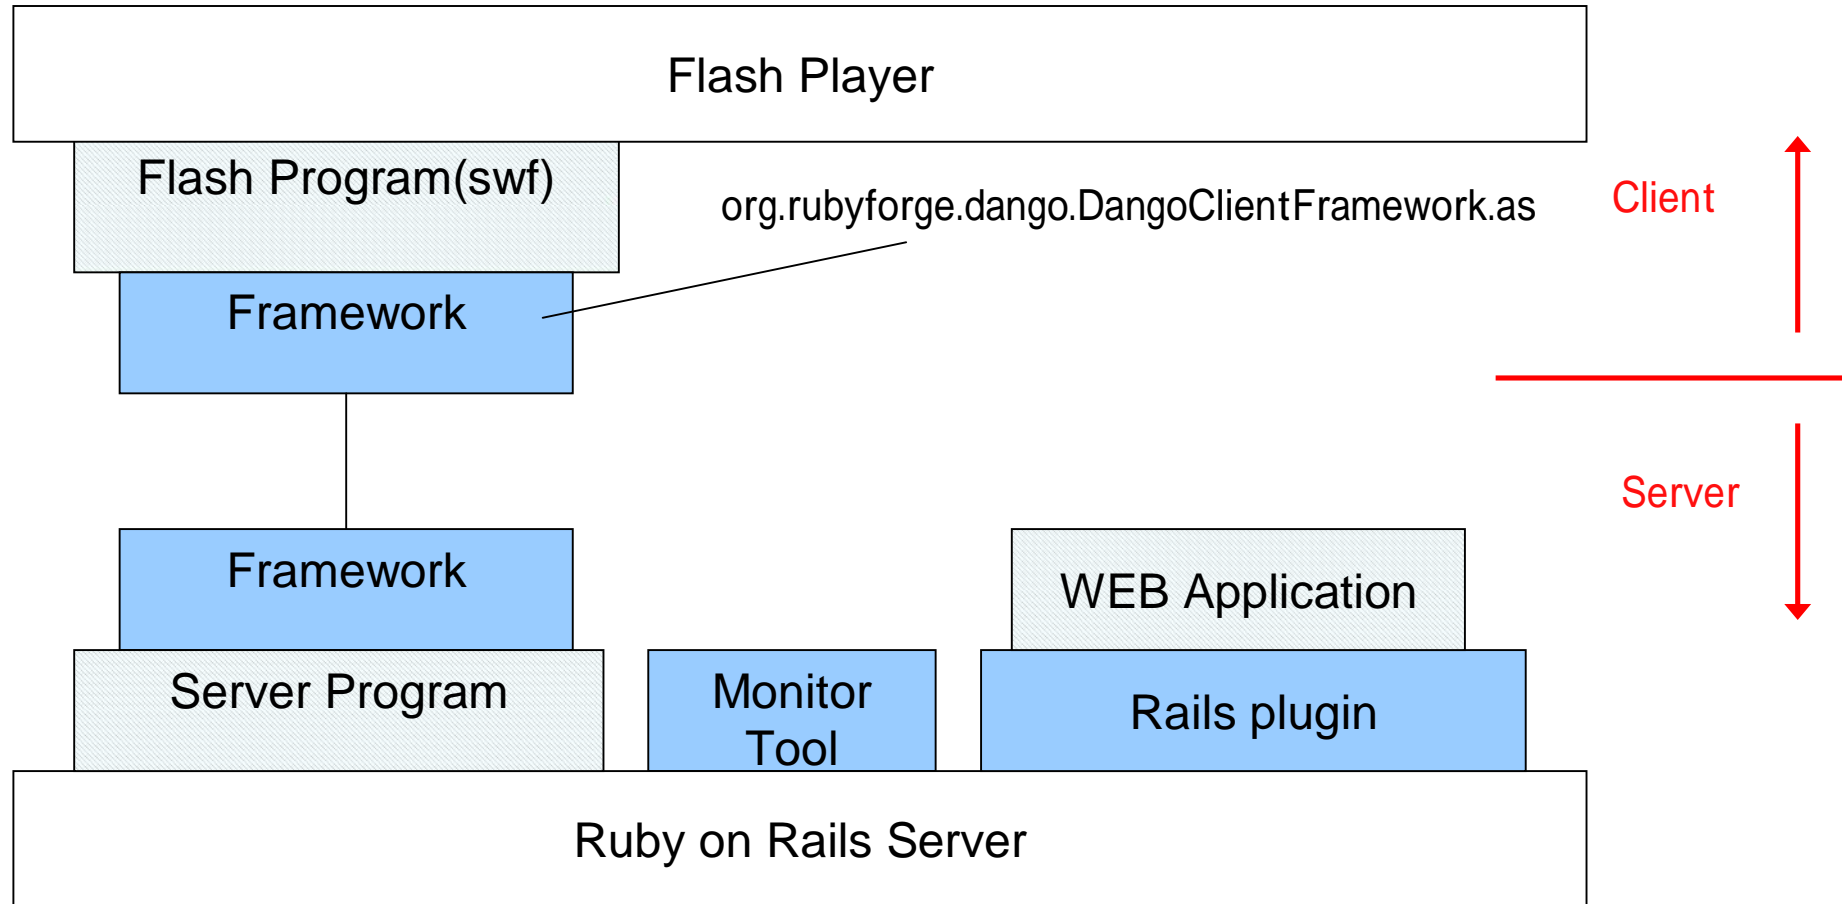 Flash Player
Flash Program(swf)
org.rubyforge.dango.DangoClientFramework.as
Client
Framework
Server
Framework
WEB Application
Server Program
Monitor
Tool
Rails plugin
Ruby on Rails Server